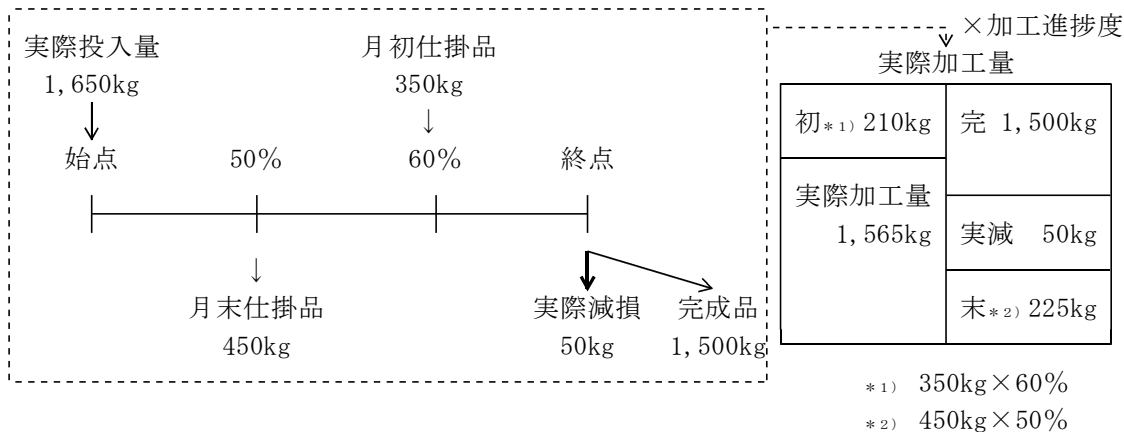 ×加工進捗度
実際投入量 月初仕掛品 実際加工量
1,650kg 350kg
初*1) 210kg 完 1,500kg
始点 50% 60% 終点
実際加工量
1,565kg 実減 50kg
月末仕掛品 実際減損 完成品 末*2) 225kg
450kg 50kg 1,500kg
*1) 350kg×60%
*2) 450kg×50%